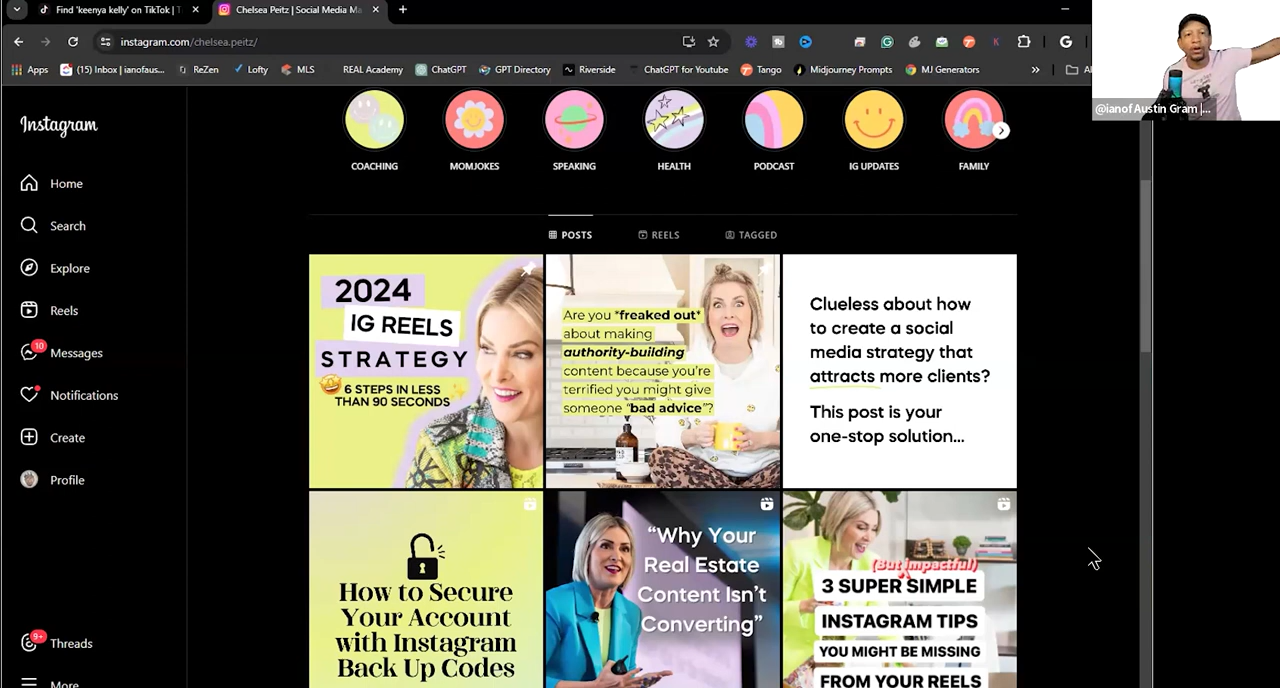 Find 'keenya kelly' on TikTok | T
Chelsea Peitz | Social Media Ma
instagram.com/chelsea.peitz/
Apps
(15) Inbox | ianofaus...
ReZen
Lofty
MLS
REAL Academy
ChatGPT
GPT Directory
Riverside
ChatGPT for Youtube
Tango
Midjourney Prompts
MJ Generators
»
@ianof Austin Gram |...
Instagram
Home
Search
Explore
Reels
10
Messages
Notifications
Create
Profile
9+
Threads
More
COACHING
MOMJOKES
SPEAKING
HEALTH
PODCAST
IG UPDATES
FAMILY
POSTS
REELS
TAGGED
2024
IG REELS
STRATEGY
6 STEPS IN LESS
THAN 90 SECONDS
Are you *freaked out*
about making
authority-building
content because you're
terrified you might give
someone "bad advice"?
Clueless about how
to create a social
media strategy that
attracts more clients?
This post is your
one-stop solution...
How to Secure
Your Account
with Instagram
Back Up Codes
"Why Your
Real Estate
Content Isn't
Converting"
(But impactful)
3 SUPER SIMPLE
INSTAGRAM TIPS
YOU MIGHT BE MISSING
FROM YOUR REELS